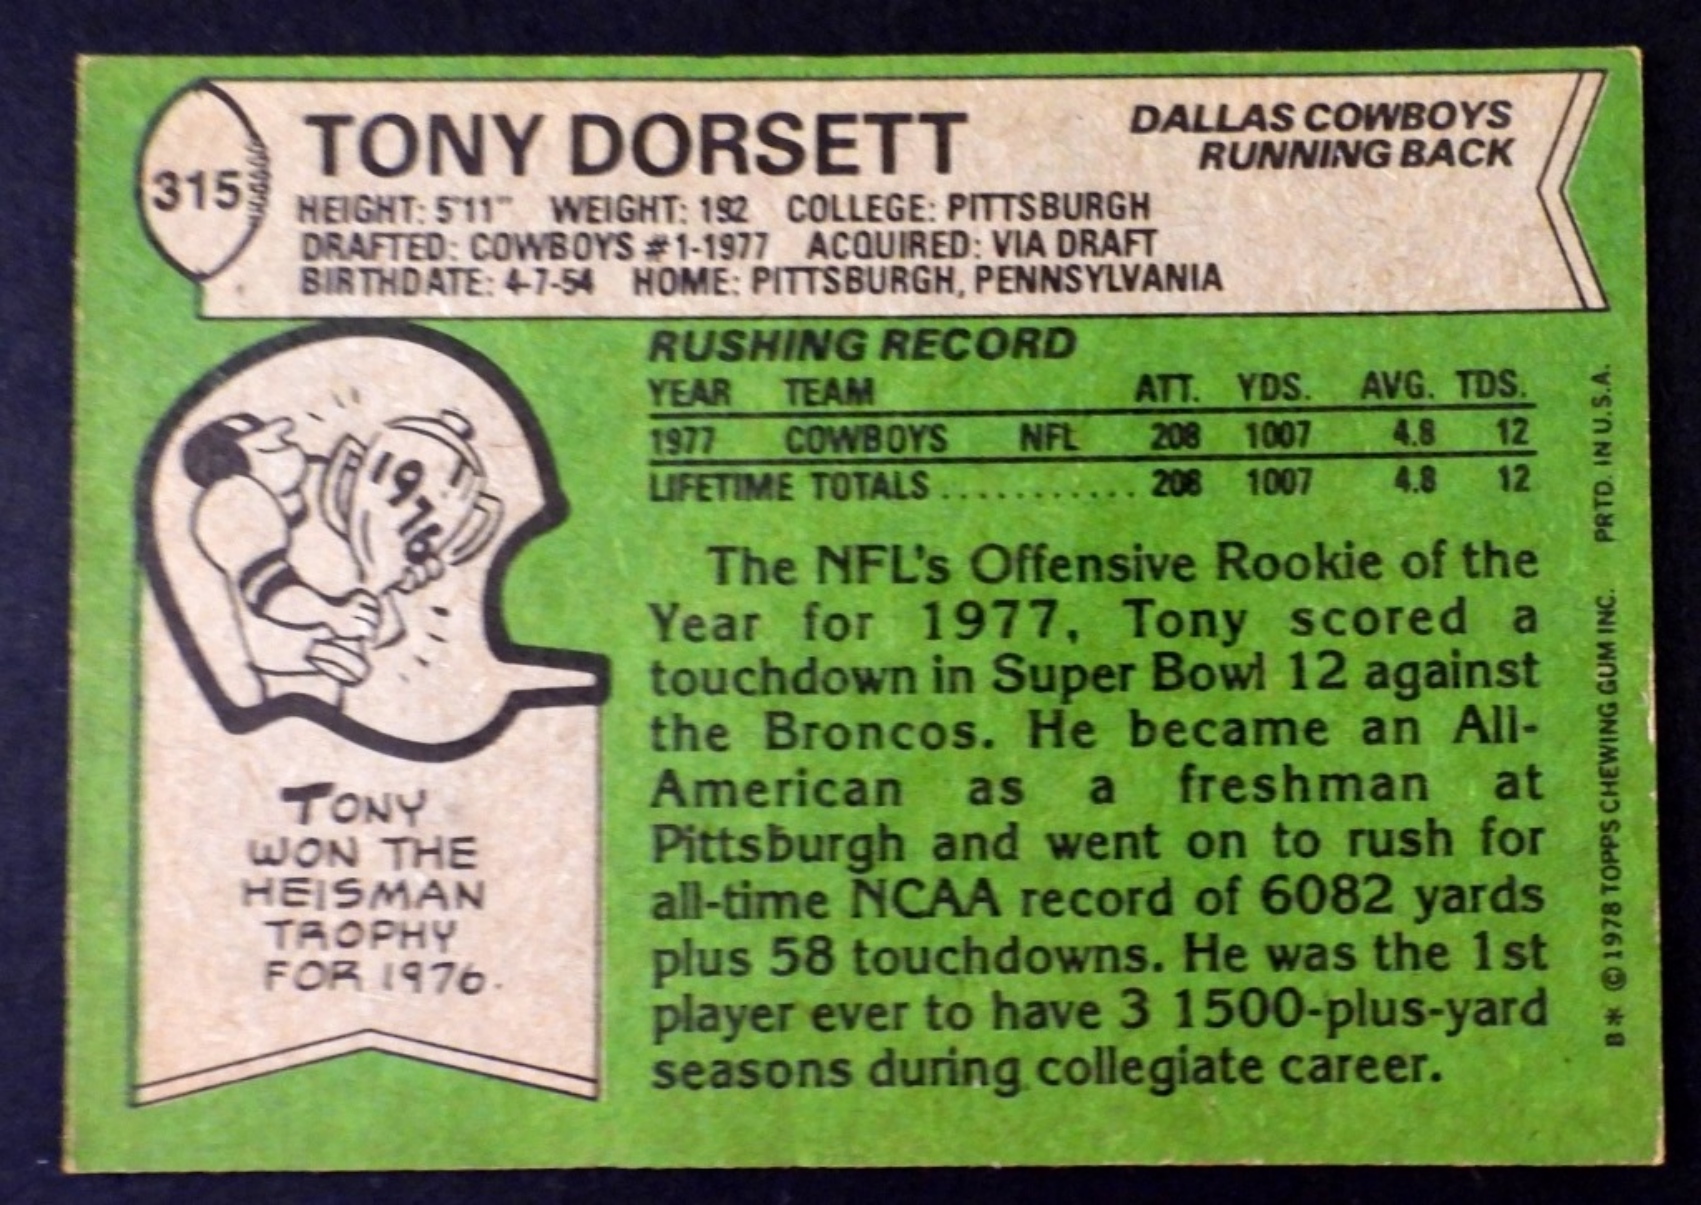 315
TONY DORSETT
DALLAS COWBOYS
RUNNING BACK
HEIGHT: 5'11" WEIGHT: 192 COLLEGE: PITTSBURGH
DRAFTED: COWBOYS #1-1977 ACQUIRED: VIA DRAFT
BIRTHDATE: 4-7-54 HOME: PITTSBURGH, PENNSYLVANIA
RUSHING RECORD
YEAR TEAM ATT. YDS. AVG. TDS.
1977 COWBOYS NFL 208 1007 4.8 12
LIFETIME TOTALS............ 208 1007 4.8 12
1976
TONY
WON THE
HEISMAN
TROPHY
FOR 1976.
The NFL's Offensive Rookie of the
Year for 1977, Tony scored a
touchdown in Super Bowl 12 against
the Broncos. He became an All-
American as a freshman at
Pittsburgh and went on to rush for
all-time NCAA record of 6082 yards
plus 58 touchdowns. He was the 1st
player ever to have 3 1500-plus-yard
seasons during collegiate career.
B* © 1978 TOPPS CHEWING GUM INC. PRTD. IN U.S.A.